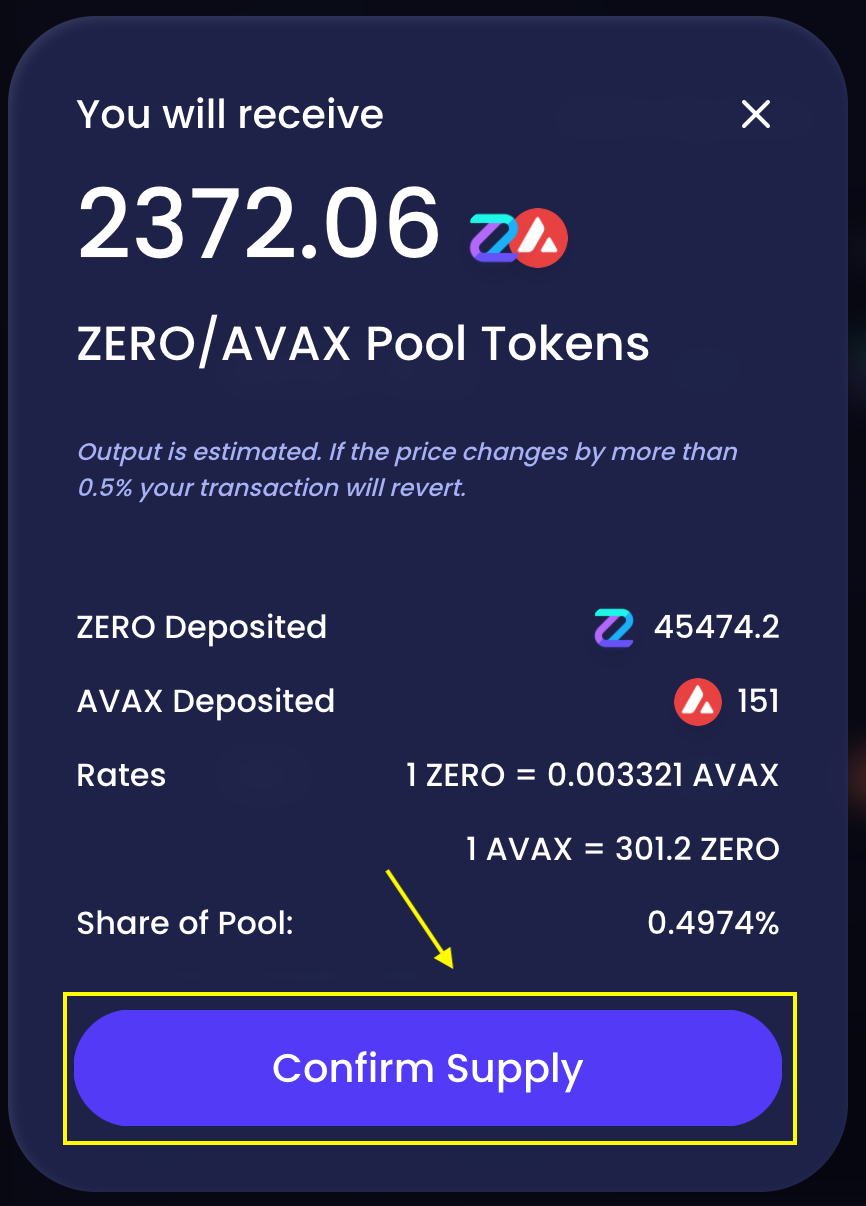 You will receive
2372.06
ZERO/AVAX Pool Tokens
Output is estimated. If the price changes by more than
0.5% your transaction will revert.
ZERO Deposited 45474.2
AVAX Deposited 151
Rates 1 ZERO = 0.003321 AVAX
1 AVAX = 301.2 ZERO
Share of Pool: 0.4974%
Confirm Supply